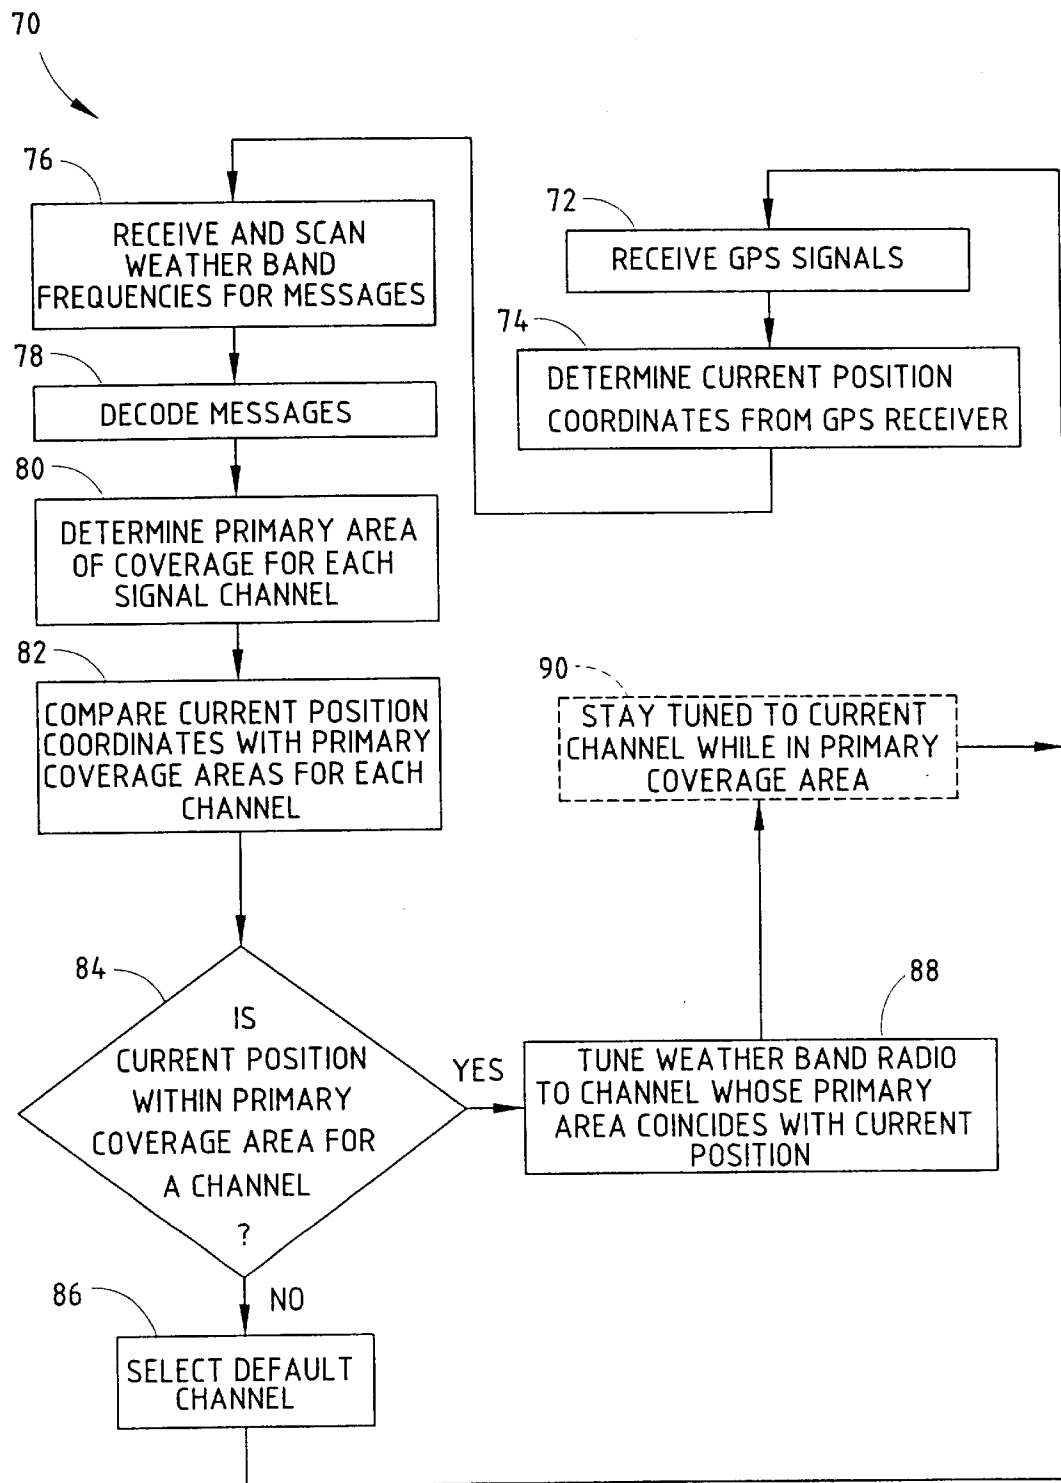 70
76
RECEIVE AND SCAN
WEATHER BAND
FREQUENCIES FOR MESSAGES
78
DECODE MESSAGES
80
DETERMINE PRIMARY AREA
OF COVERAGE FOR EACH
SIGNAL CHANNEL
82
COMPARE CURRENT POSITION
COORDINATES WITH PRIMARY
COVERAGE AREAS FOR EACH
CHANNEL
84
IS
CURRENT POSITION
WITHIN PRIMARY
COVERAGE AREA FOR
A CHANNEL
?
YES
NO
86
SELECT DEFAULT
CHANNEL
72
RECEIVE GPS SIGNALS
74
DETERMINE CURRENT POSITION
COORDINATES FROM GPS RECEIVER
90
STAY TUNED TO CURRENT
CHANNEL WHILE IN PRIMARY
COVERAGE AREA
88
TUNE WEATHER BAND RADIO
TO CHANNEL WHOSE PRIMARY
AREA COINCIDES WITH CURRENT
POSITION